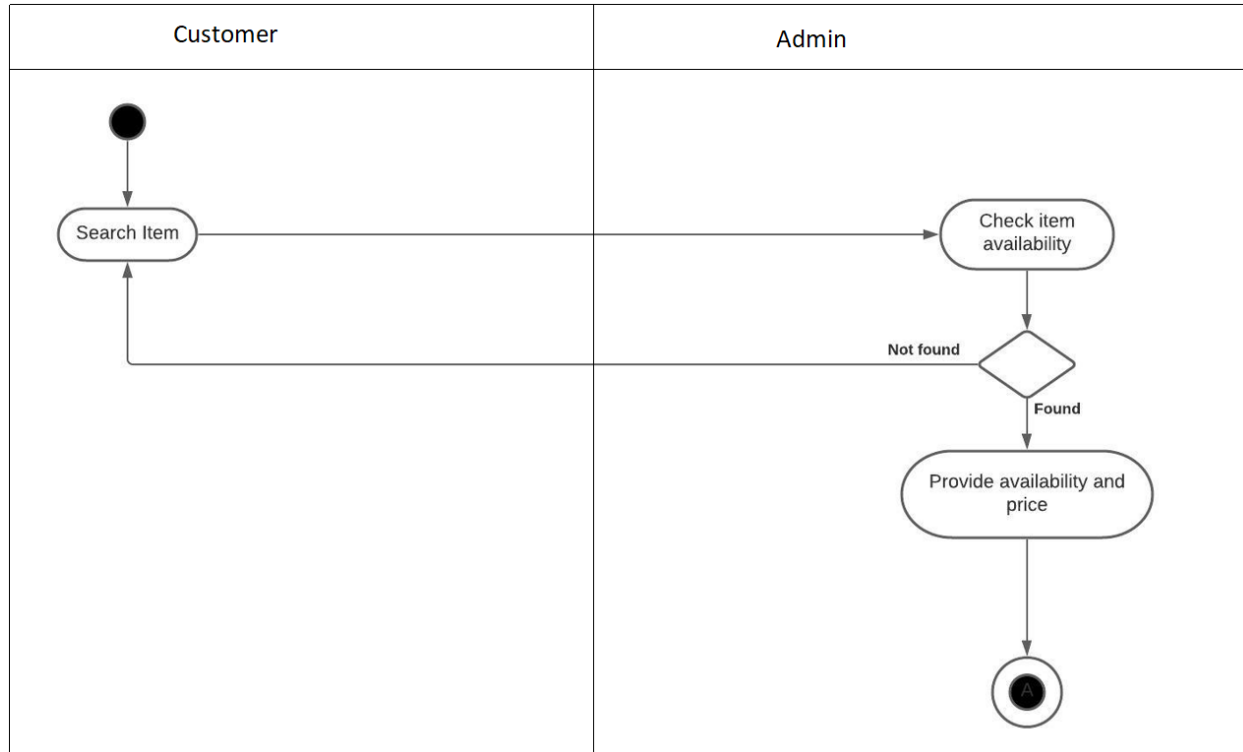 Customer
Admin
Search Item
Check item
availability
Not found
Found
Provide availability and
price
A